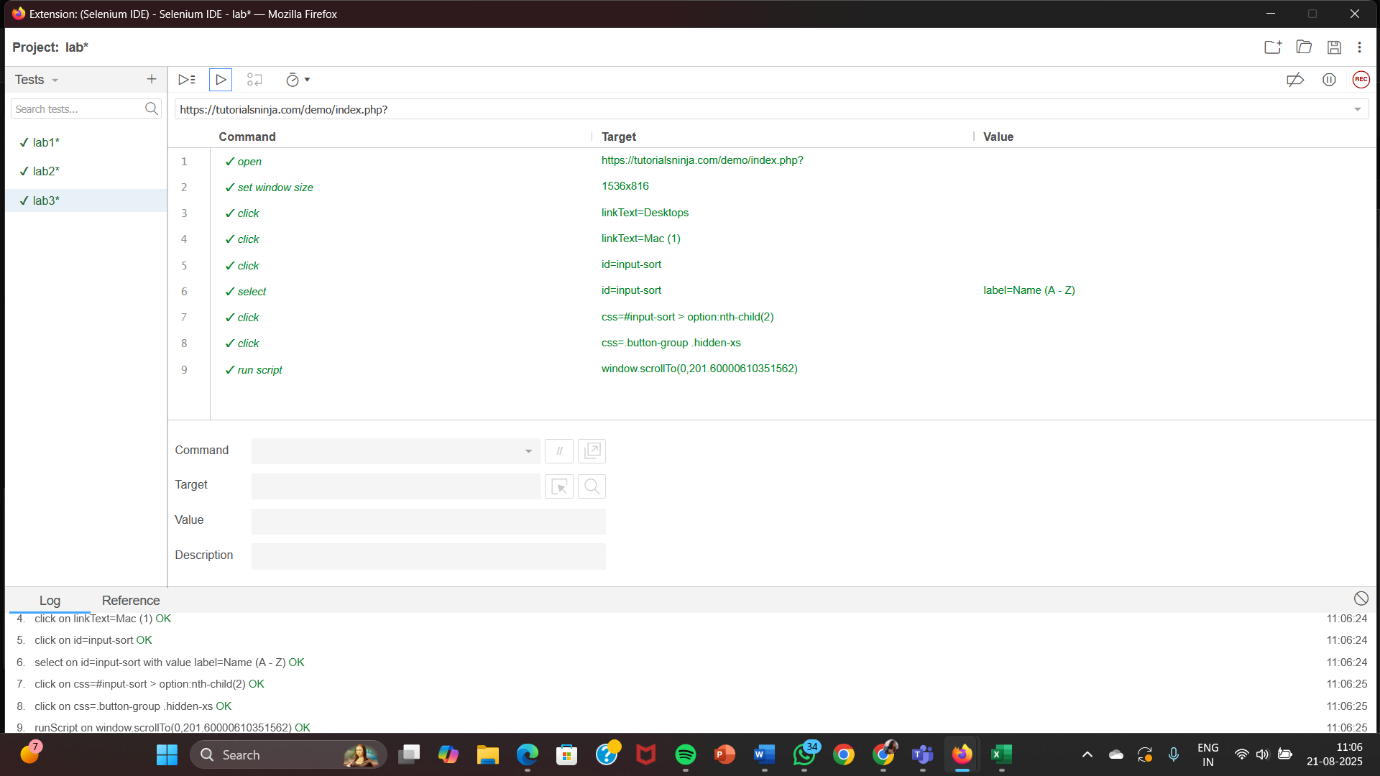 Extension: (Selenium IDE) - Selenium IDE - lab* — Mozilla Firefox
Project: lab*
Tests
Search tests...
✓ lab1*
✓ lab2*
✓ lab3*
REC
https://tutorialsninja.com/demo/index.php?
Command Target Value
1 ✓ open https://tutorialsninja.com/demo/index.php?
2 ✓ set window size 1536x816
3 ✓ click linkText=Desktops
4 ✓ click linkText=Mac (1)
5 ✓ click id=input-sort
6 ✓ select id=input-sort label=Name (A - Z)
7 ✓ click css=#input-sort > option:nth-child(2)
8 ✓ click css=.button-group .hidden-xs
9 ✓ run script window.scrollTo(0,201.60000610351562)
Command //
Target
Value
Description
Log Reference
4. click on linkText=Mac (1) OK 11:06:24
5. click on id=input-sort OK 11:06:24
6. select on id=input-sort with value label=Name (A - Z) OK 11:06:24
7. click on css=#input-sort > option:nth-child(2) OK 11:06:25
8. click on css=.button-group .hidden-xs OK 11:06:25
9. runScript on window.scrollTo(0,201.60000610351562) OK 11:06:25
7
Search
34
ENG
IN
11:06
21-08-2025